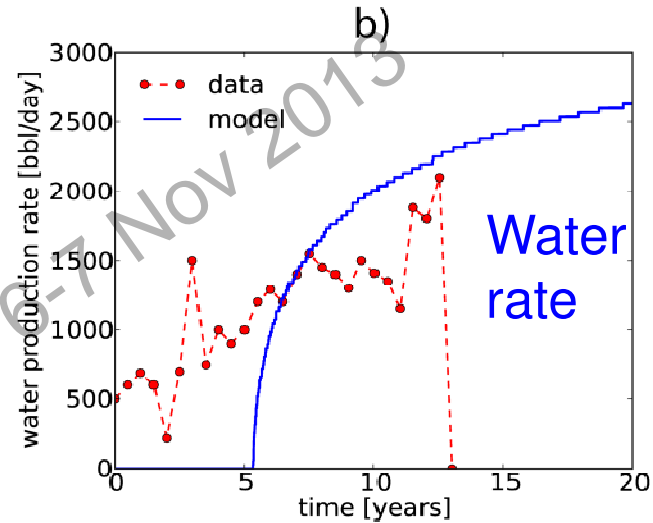 b)
3000
2500
2000
1500
1000
500
0
water production rate [bbl/day]
data
model
6-7 Nov 2013
Water
rate
0 5 10 15 20
time [years]